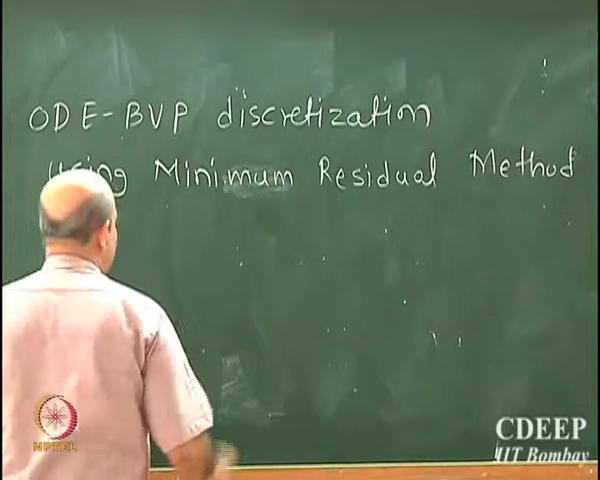 ODE-BVP discretization
using Minimum Residual Method
NPTEL
CDEEP
IIT Bombay